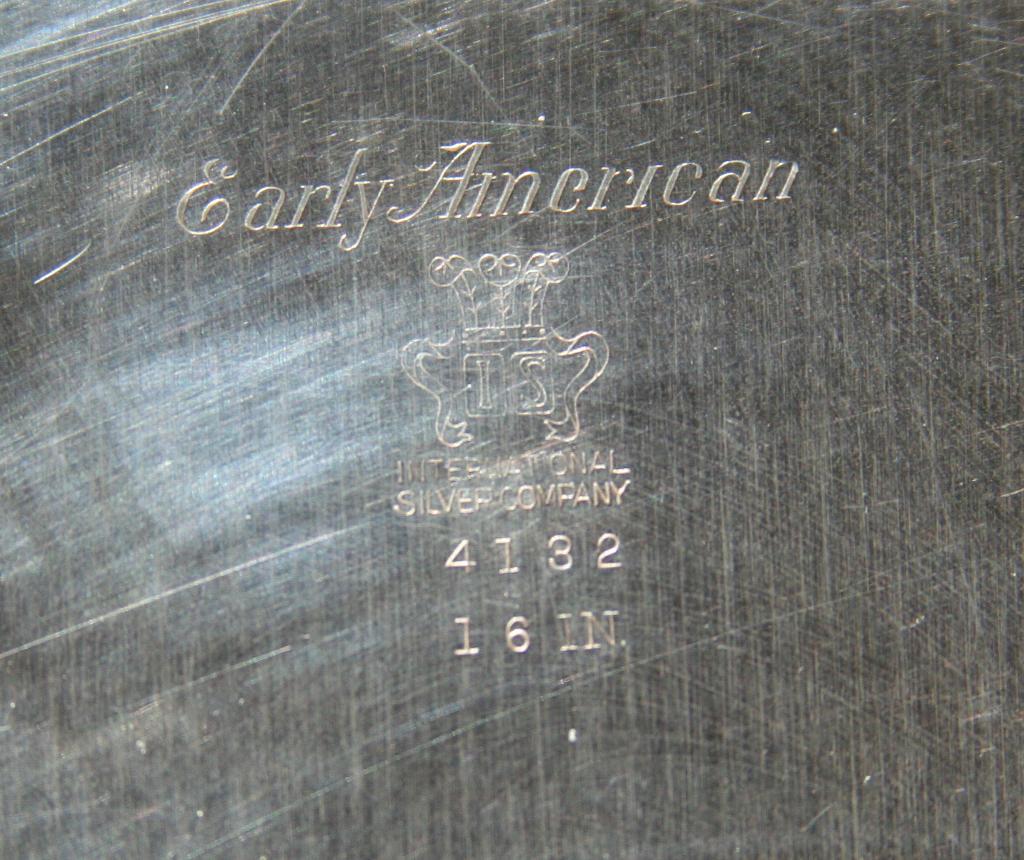 Early American
IS
INTERNATIONAL
SILVER COMPANY
4132
16 IN.